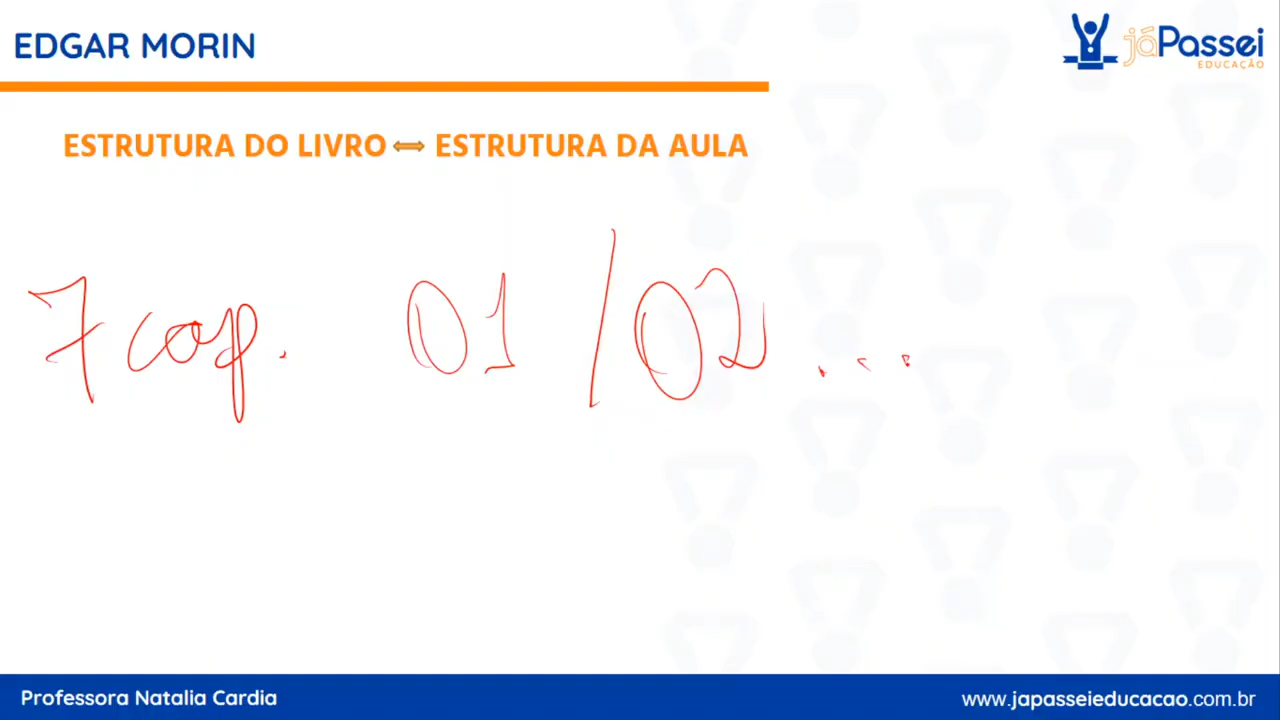 EDGAR MORIN
jáPassei
EDUCAÇÃO
ESTRUTURA DO LIVRO ⇔ ESTRUTURA DA AULA
7 cap. 01 / 02 ...
Professora Natalia Cardia
www.japasseieducacao.com.br